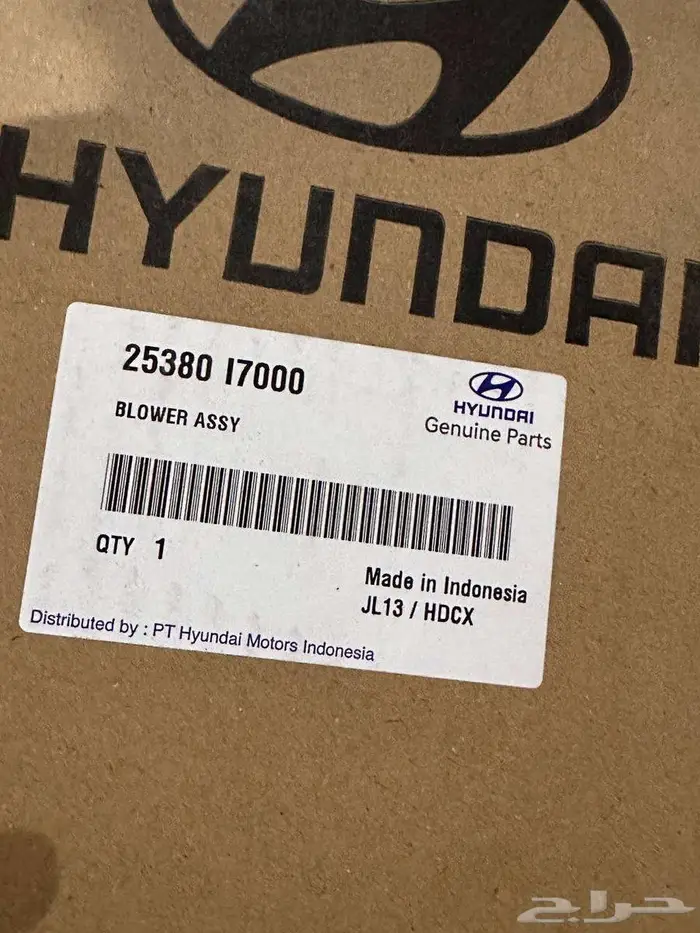 HYUNDAI
25380 I7000
BLOWER ASSY
HYUNDAI
Genuine Parts
QTY 1
Made in Indonesia
JL13 / HDCX
Distributed by : PT Hyundai Motors Indonesia
حراج